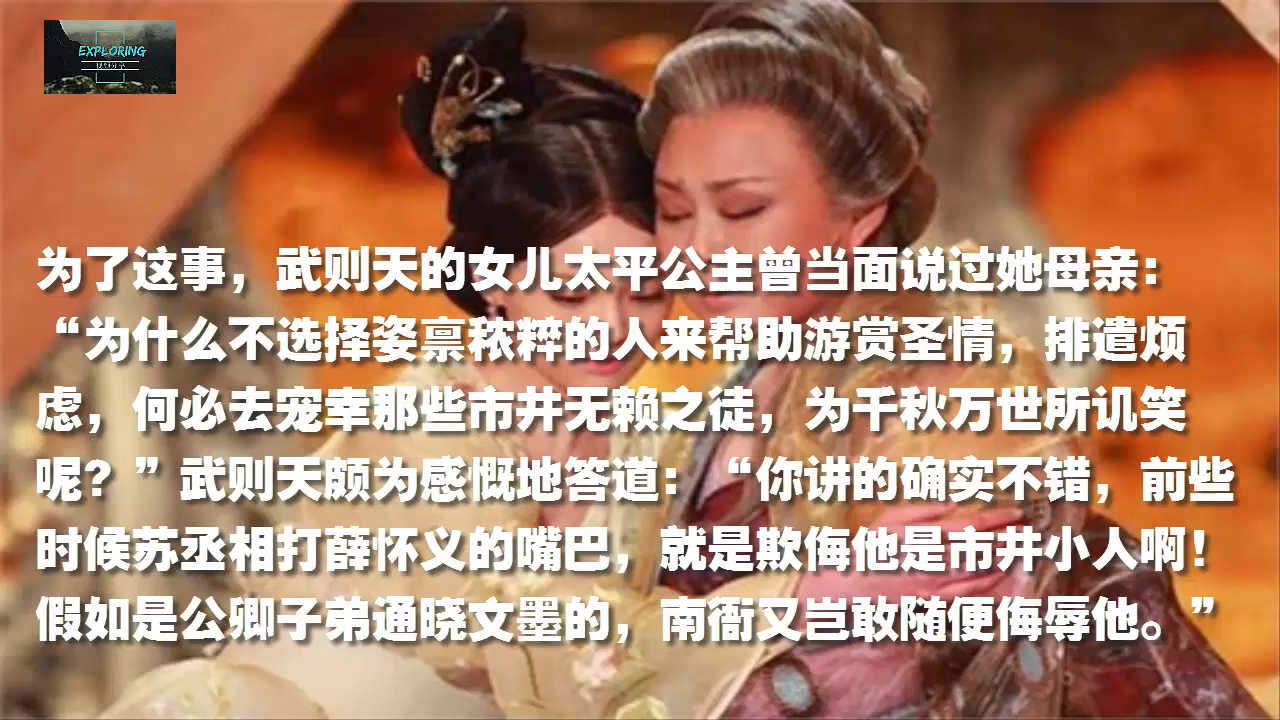 EXPLORING
为了这事，武则天的女儿太平公主曾当面说过她母亲：
“为什么不选择姿禀秾粹的人来帮助游赏圣情，排遣烦
虑，何必去宠幸那些市井无赖之徒，为千秋万世所讥笑
呢？”武则天颇为感慨地答道：“你讲的确实不错，前些
时候苏丞相打薛怀义的嘴巴，就是欺侮他是市井小人啊！
假如是公卿子弟通晓文墨的，南衙又岂敢随便侮辱他。”